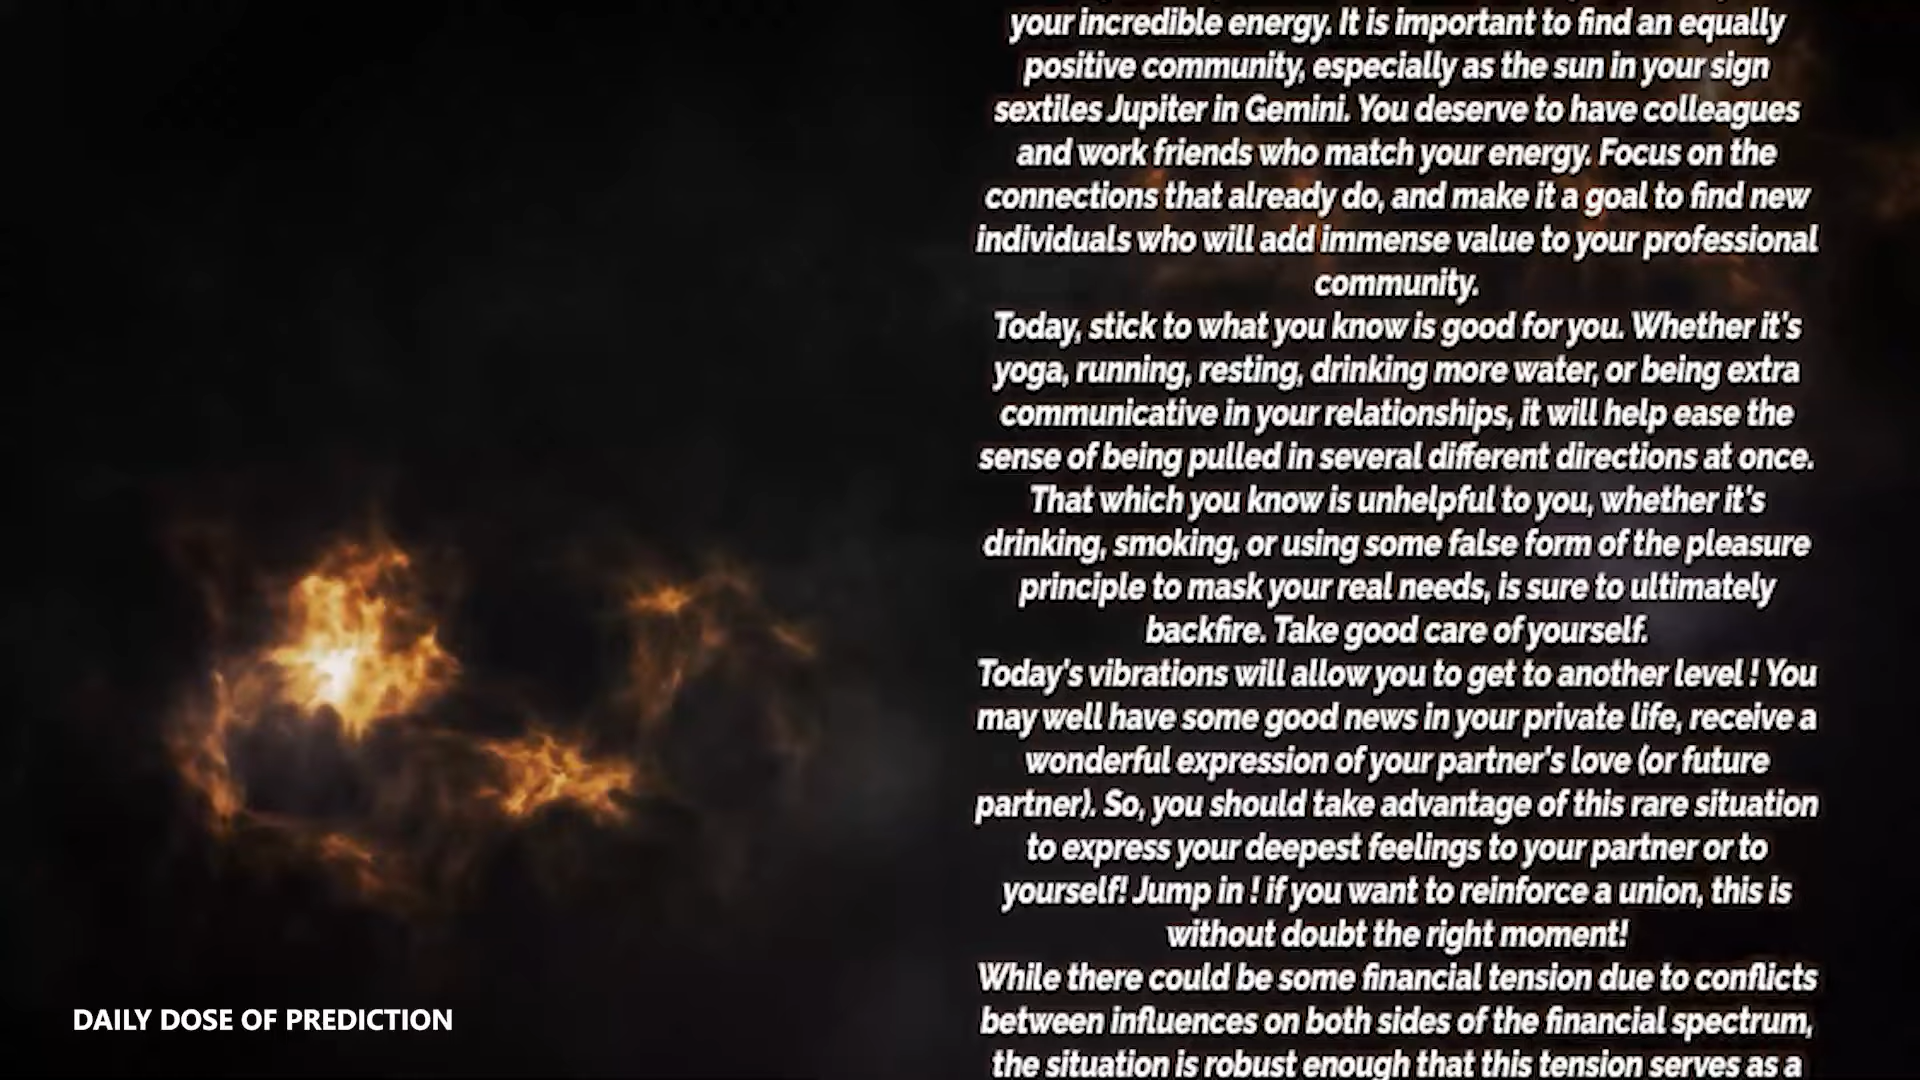 your incredible energy. It is important to find an equally
positive community, especially as the sun in your sign
sextiles Jupiter in Gemini. You deserve to have colleagues
and work friends who match your energy. Focus on the
connections that already do, and make it a goal to find new
individuals who will add immense value to your professional
community.
Today, stick to what you know is good for you. Whether it's
yoga, running, resting, drinking more water, or being extra
communicative in your relationships, it will help ease the
sense of being pulled in several different directions at once.
That which you know is unhelpful to you, whether it's
drinking, smoking, or using some false form of the pleasure
principle to mask your real needs, is sure to ultimately
backfire. Take good care of yourself.
Today's vibrations will allow you to get to another level ! You
may well have some good news in your private life, receive a
wonderful expression of your partner's love (or future
partner). So, you should take advantage of this rare situation
to express your deepest feelings to your partner or to
yourself! Jump in ! if you want to reinforce a union, this is
without doubt the right moment!
While there could be some financial tension due to conflicts
between influences on both sides of the financial spectrum,
the situation is robust enough that this tension serves as a
DAILY DOSE OF PREDICTION